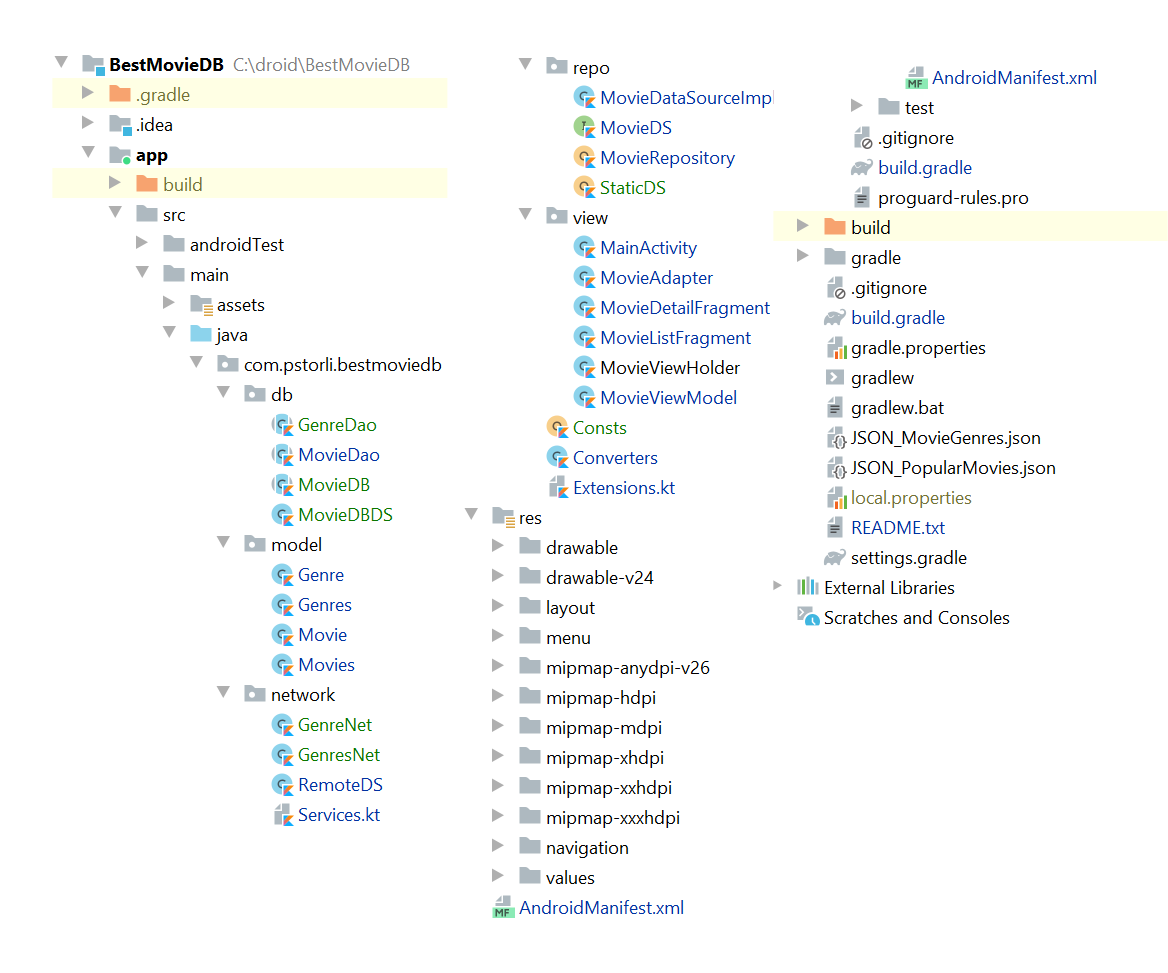 BestMovieDB C:\droid\BestMovieDB
.gradle
.idea
app
build
src
androidTest
main
assets
java
com.pstorli.bestmoviedb
db
GenreDao
MovieDao
MovieDB
MovieDBDS
model
Genre
Genres
Movie
Movies
network
GenreNet
GenresNet
RemoteDS
Services.kt
repo
MovieDataSourceImpl
MovieDS
MovieRepository
StaticDS
view
MainActivity
MovieAdapter
MovieDetailFragment
MovieListFragment
MovieViewHolder
MovieViewModel
Consts
Converters
Extensions.kt
res
drawable
drawable-v24
layout
menu
mipmap-anydpi-v26
mipmap-hdpi
mipmap-mdpi
mipmap-xhdpi
mipmap-xxhdpi
mipmap-xxxhdpi
navigation
values
AndroidManifest.xml
AndroidManifest.xml
test
.gitignore
build.gradle
proguard-rules.pro
build
gradle
.gitignore
build.gradle
gradle.properties
gradlew
gradlew.bat
JSON_MovieGenres.json
JSON_PopularMovies.json
local.properties
README.txt
settings.gradle
External Libraries
Scratches and Consoles